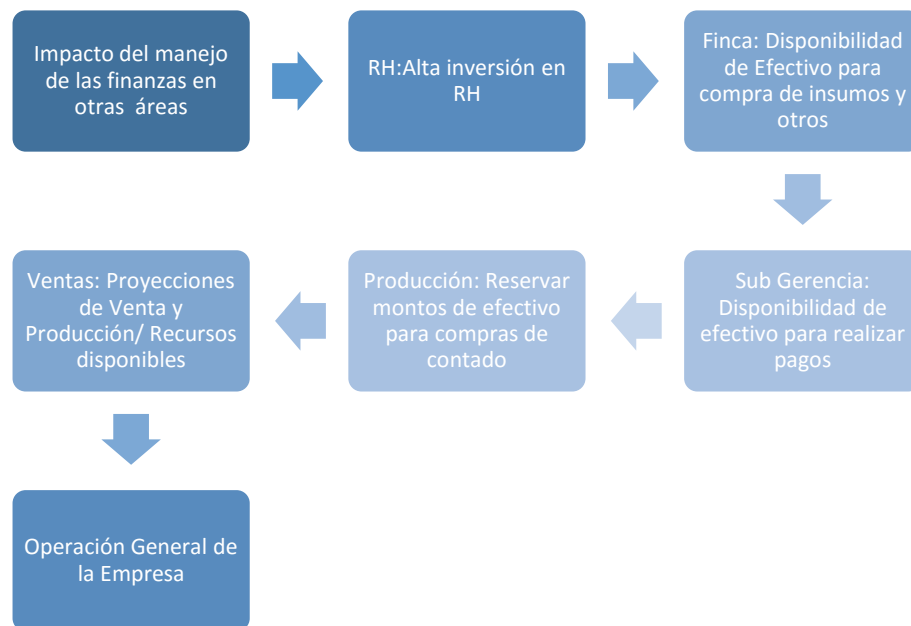 Impacto del manejo
de las finanzas en
otras áreas
RH:Alta inversión en
RH
Finca: Disponibilidad
de Efectivo para
compra de insumos y
otros
Sub Gerencia:
Disponibilidad de
efectivo para realizar
pagos
Producción: Reservar
montos de efectivo
para compras de
contado
Ventas: Proyecciones
de Venta y
Producción/ Recursos
disponibles
Operación General de
la Empresa